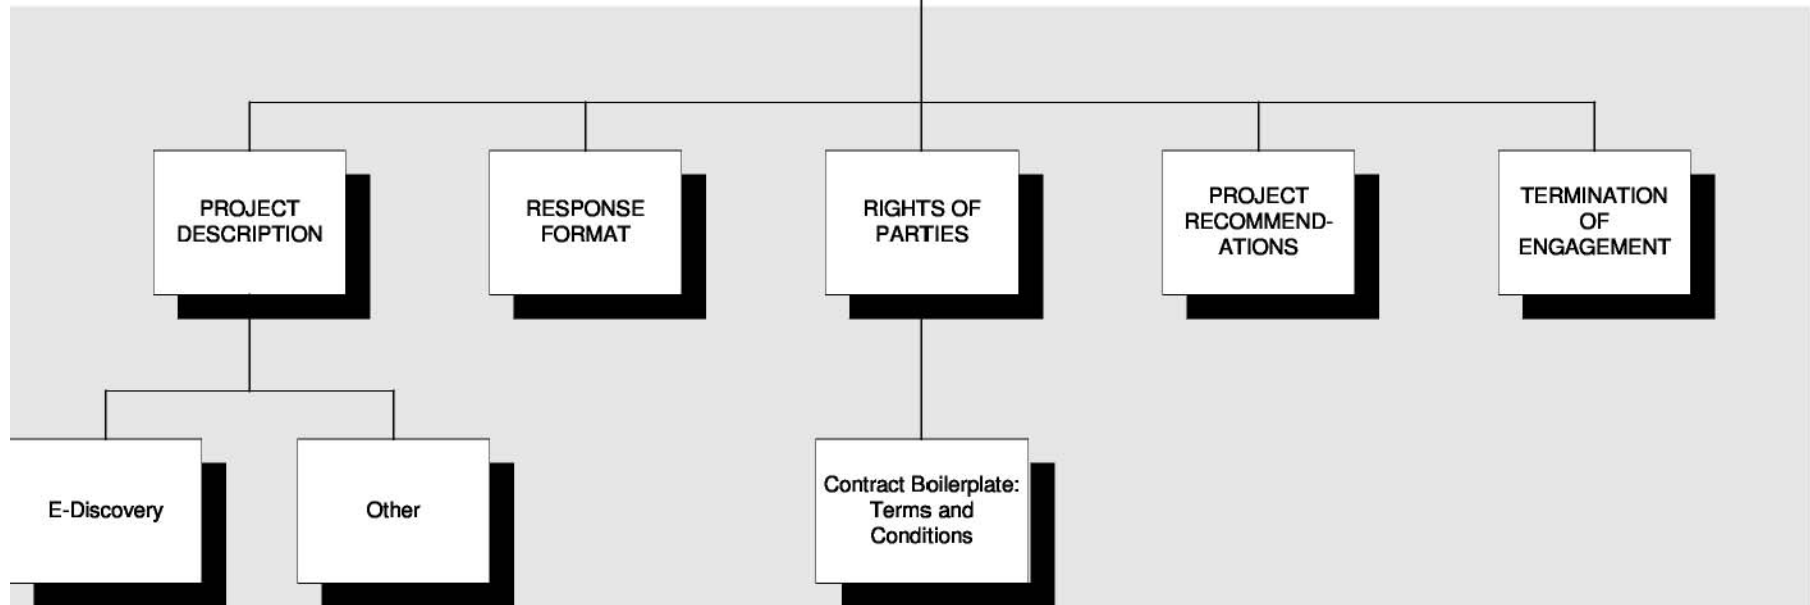 PROJECT
DESCRIPTION
RESPONSE
FORMAT
RIGHTS OF
PARTIES
PROJECT
RECOMMEND-
ATIONS
TERMINATION
OF
ENGAGEMENT
E-Discovery
Other
Contract Boilerplate:
Terms and
Conditions